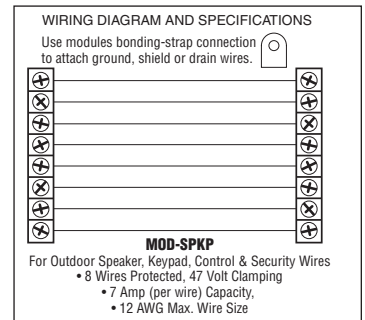 WIRING DIAGRAM AND SPECIFICATIONS
Use modules bonding-strap connection
to attach ground, shield or drain wires.
MOD-SPKP
For Outdoor Speaker, Keypad, Control & Security Wires
• 8 Wires Protected, 47 Volt Clamping
• 7 Amp (per wire) Capacity,
• 12 AWG Max. Wire Size